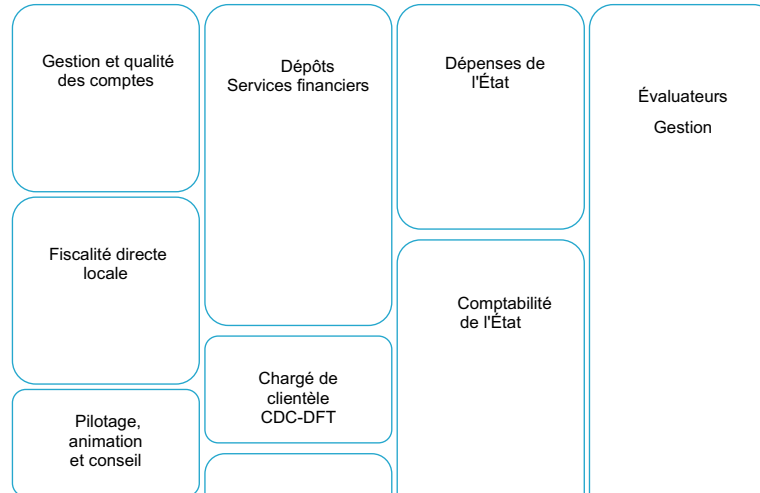 Gestion et qualité
des comptes
Fiscalité directe
locale
Pilotage,
animation
et conseil
Dépôts
Services financiers
Chargé de
clientèle
CDC-DFT
Dépenses de
l'État
Comptabilité
de l'État
Évaluateurs
Gestion